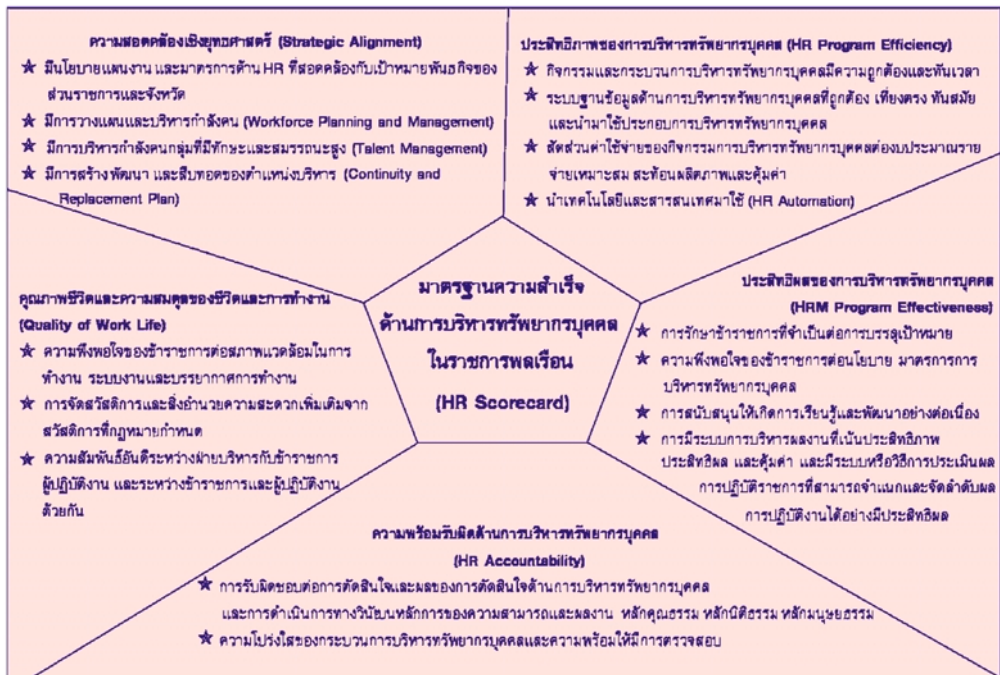 ความสอดคล้องเชิงยุทธศาสตร์ (Strategic Alignment)
★ มีนโยบายแผนงาน และมาตรการด้าน HR ที่สอดคล้องกับเป้าหมายพันธกิจของ
ส่วนราชการและจังหวัด
★ มีการวางแผนและบริหารกำลังคน (Workforce Planning and Management)
★ มีการบริหารกำลังคนกลุ่มที่มีทักษะและสมรรถนะสูง (Talent Management)
★ มีการสร้าง พัฒนา และสืบทอดของตำแหน่งบริหาร (Continuity and
Replacement Plan)
ประสิทธิภาพของการบริหารทรัพยากรบุคคล (HR Program Efficiency)
★ กิจกรรมและกระบวนการบริหารทรัพยากรบุคคลมีความถูกต้องและทันเวลา
★ ระบบฐานข้อมูลด้านการบริหารทรัพยากรบุคคลที่ถูกต้อง เที่ยงตรง ทันสมัย
และนำมาใช้ประกอบการบริหารทรัพยากรบุคคล
★ สัดส่วนค่าใช้จ่ายของกิจกรรมการบริหารทรัพยากรบุคคลต่องบประมาณราย
จ่ายเหมาะสม สะท้อนผลิตภาพและคุ้มค่า
★ นำเทคโนโลยีและสารสนเทศมาใช้ (HR Automation)
มาตรฐานความสำเร็จ
ด้านการบริหารทรัพยากรบุคคล
ในราชการพลเรือน
(HR Scorecard)
คุณภาพชีวิตและความสมดุลของชีวิตและการทำงาน
(Quality of Work Life)
★ ความพึงพอใจของข้าราชการต่อสภาพแวดล้อมในการ
ทำงาน ระบบงานและบรรยากาศการทำงาน
★ การจัดสวัสดิการและสิ่งอำนวยความสะดวกเพิ่มเติมจาก
สวัสดิการที่กฎหมายกำหนด
★ ความสัมพันธ์อันดีระหว่างฝ่ายบริหารกับข้าราชการ
ผู้ปฏิบัติงาน และระหว่างข้าราชการและผู้ปฏิบัติงาน
ด้วยกัน
ประสิทธิผลของการบริหารทรัพยากรบุคคล
(HRM Program Effectiveness)
★ การรักษาข้าราชการที่จำเป็นต่อการบรรลุเป้าหมาย
★ ความพึงพอใจของข้าราชการต่อนโยบาย มาตรการการ
บริหารทรัพยากรบุคคล
★ การสนับสนุนให้เกิดการเรียนรู้และพัฒนาอย่างต่อเนื่อง
★ การมีระบบการบริหารผลงานที่เน้นประสิทธิภาพ
ประสิทธิผล และคุ้มค่า และมีระบบหรือวิธีการประเมินผล
การปฏิบัติราชการที่สามารถจำแนกและจัดลำดับผล
การปฏิบัติงานได้อย่างมีประสิทธิผล
ความพร้อมรับผิดด้านการบริหารทรัพยากรบุคคล
(HR Accountability)
★ การรับผิดชอบต่อการตัดสินใจและผลของการตัดสินใจด้านการบริหารทรัพยากรบุคคล
และการดำเนินการทางวินัยบนหลักการของความสามารถและผลงาน หลักคุณธรรม หลักนิติธรรม หลักมนุษยธรรม
★ ความโปร่งใสของกระบวนการบริหารทรัพยากรบุคคลและความพร้อมให้มีการตรวจสอบ